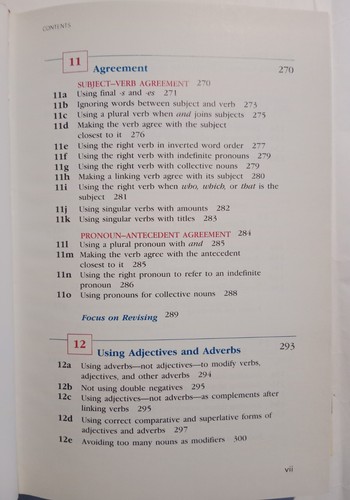 CONTENTS
11 Agreement 270
SUBJECT–VERB AGREEMENT 270
11a Using final -s and -es 271
11b Ignoring words between subject and verb 273
11c Using a plural verb when and joins subjects 275
11d Making the verb agree with the subject
closest to it 276
11e Using the right verb in inverted word order 277
11f Using the right verb with indefinite pronouns 279
11g Using the right verb with collective nouns 279
11h Making a linking verb agree with its subject 280
11i Using the right verb when who, which, or that is the
subject 281
11j Using singular verbs with amounts 282
11k Using singular verbs with titles 283
PRONOUN–ANTECEDENT AGREEMENT 284
11l Using a plural pronoun with and 285
11m Making the verb agree with the antecedent
closest to it 285
11n Using the right pronoun to refer to an indefinite
pronoun 286
11o Using pronouns for collective nouns 288
Focus on Revising 289
12 Using Adjectives and Adverbs 293
12a Using adverbs—not adjectives—to modify verbs,
adjectives, and other adverbs 294
12b Not using double negatives 295
12c Using adjectives—not adverbs—as complements after
linking verbs 295
12d Using correct comparative and superlative forms of
adjectives and adverbs 297
12e Avoiding too many nouns as modifiers 300
vii